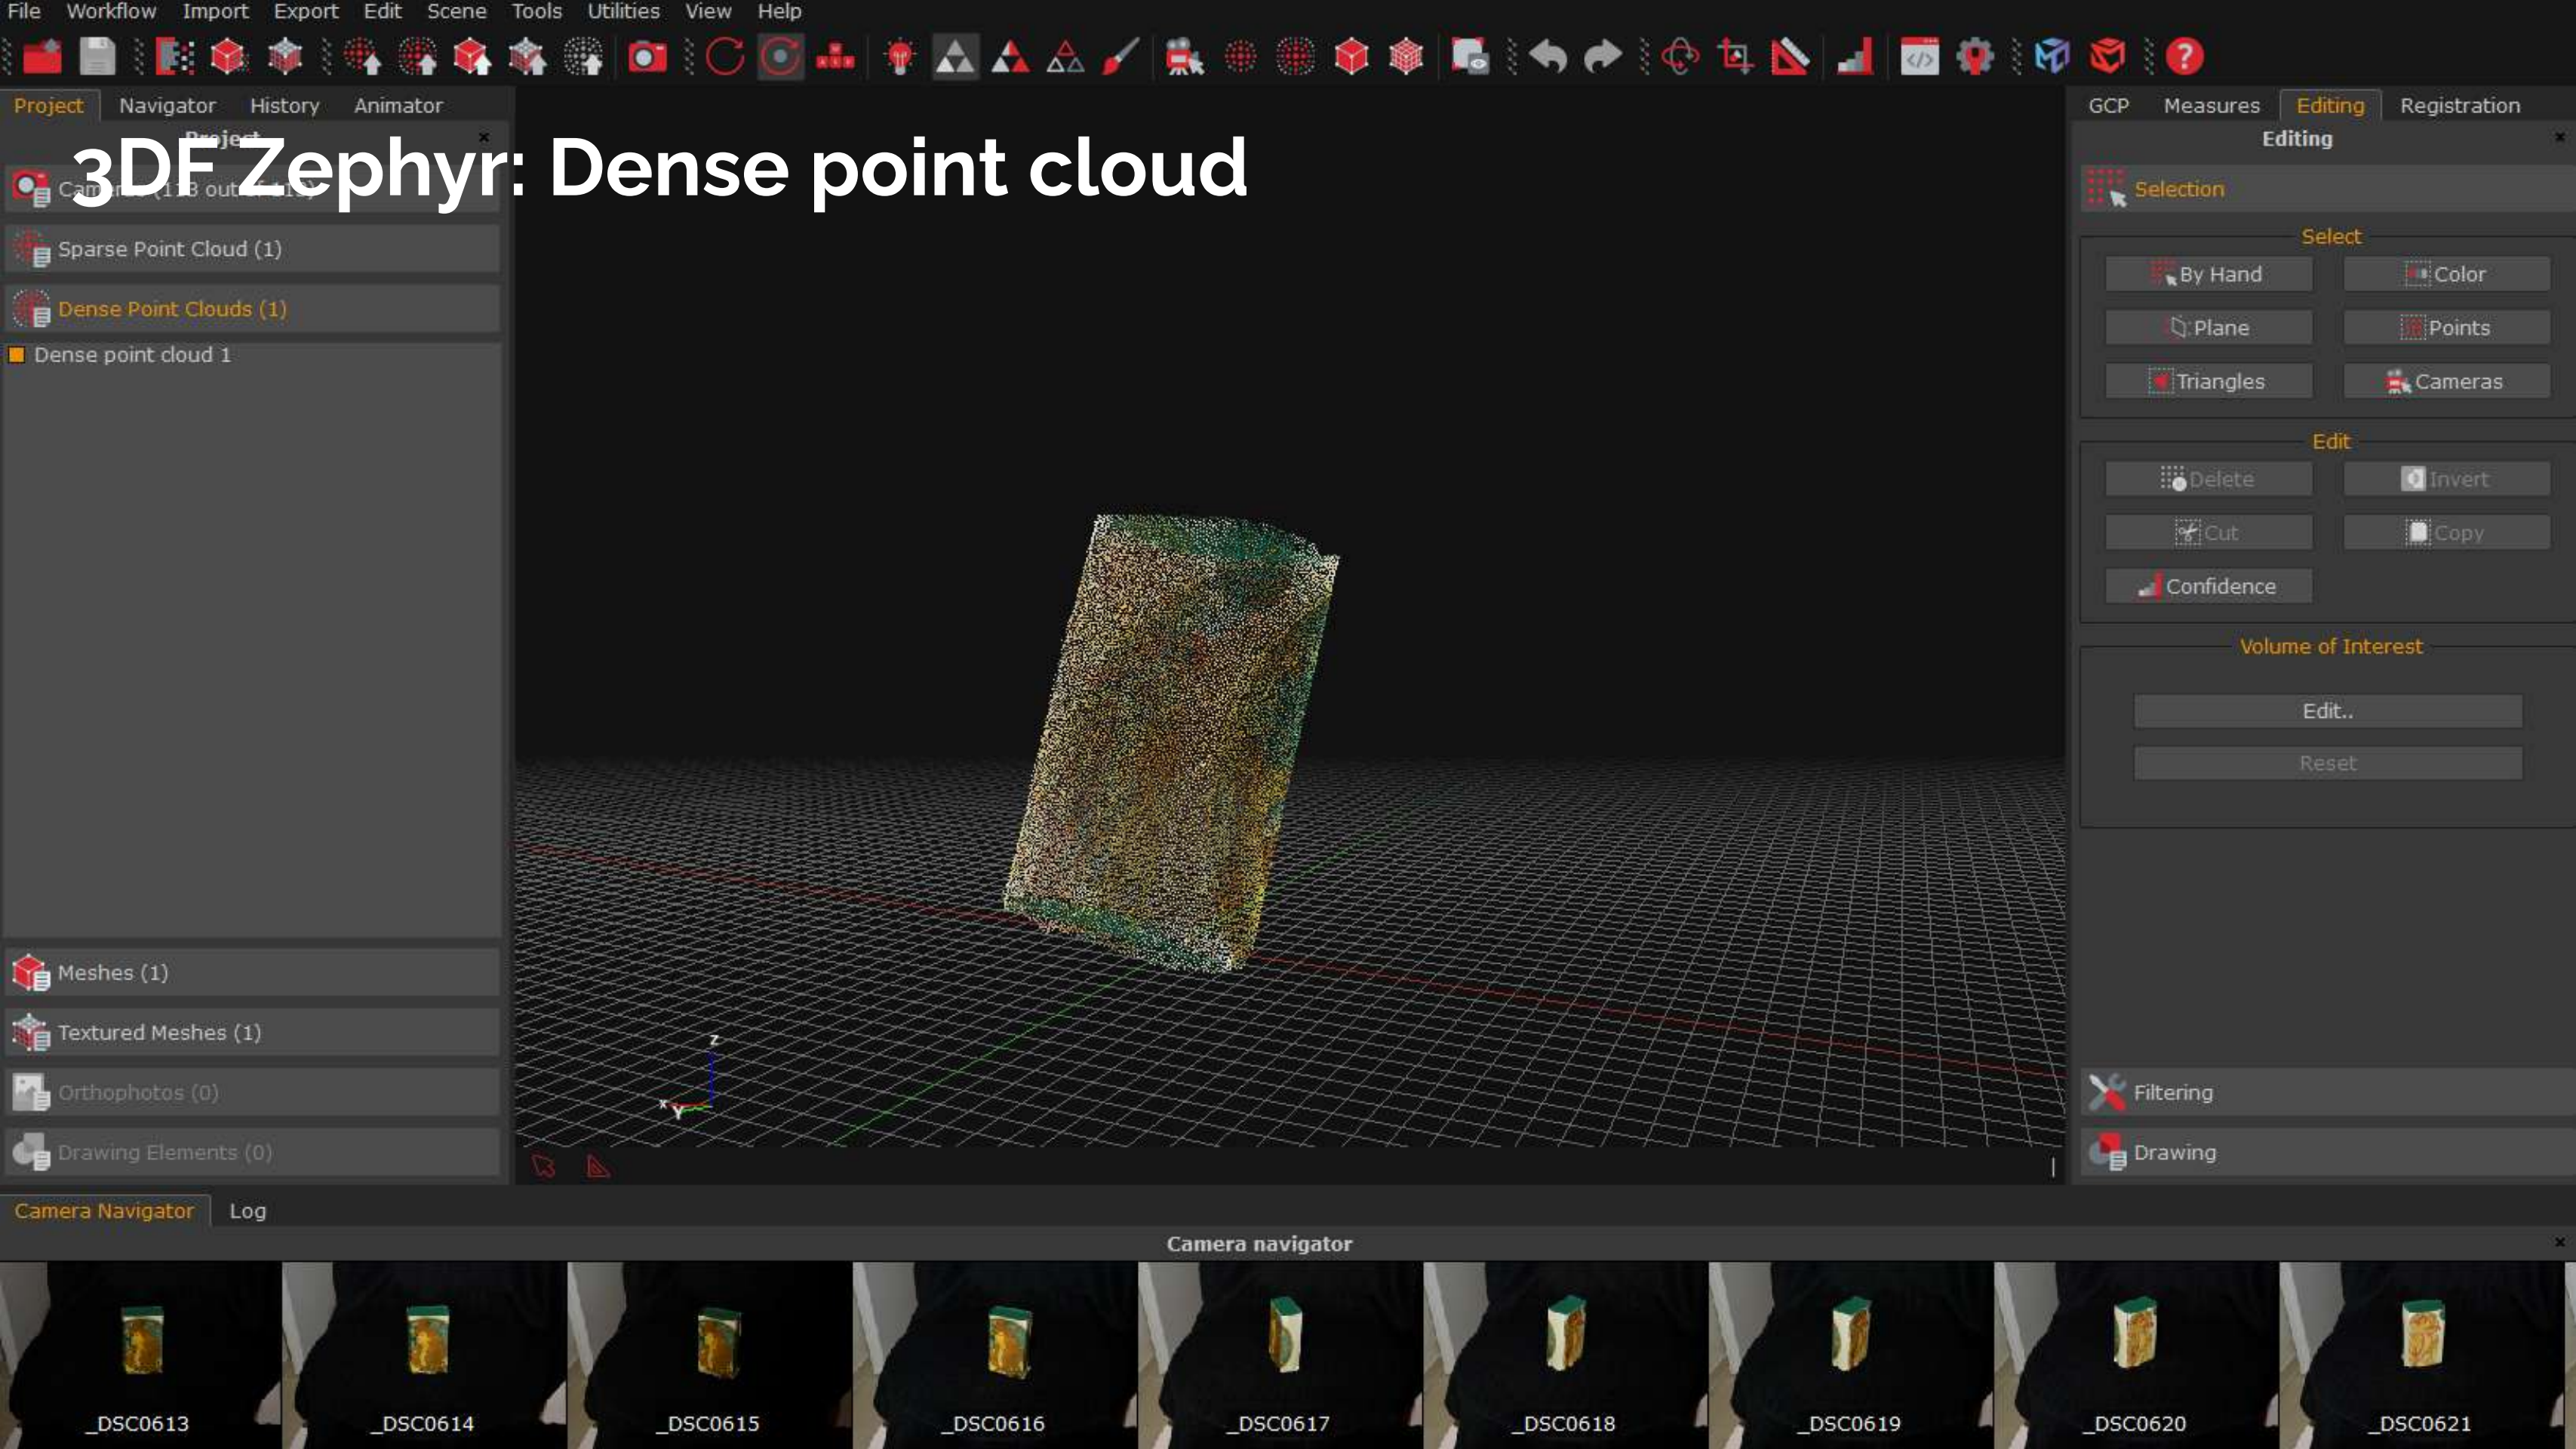 File Workflow Import Export Edit Scene Tools Utilities View Help
Project Navigator History Animator
Project
3DF Zephyr: Dense point cloud
Sparse Point Cloud (1)
Dense Point Clouds (1)
Dense point cloud 1
Meshes (1)
Textured Meshes (1)
Orthophotos (0)
Drawing Elements (0)
Z
X
Y
GCP Measures Editing Registration
Editing
Selection
Select
By Hand Color
Plane Points
Triangles Cameras
Edit
Delete Invert
Cut Copy
Confidence
Volume of Interest
Edit..
Reset
Filtering
Drawing
Camera Navigator Log
Camera navigator
_DSC0613 _DSC0614 _DSC0615 _DSC0616 _DSC0617 _DSC0618 _DSC0619 _DSC0620 _DSC0621